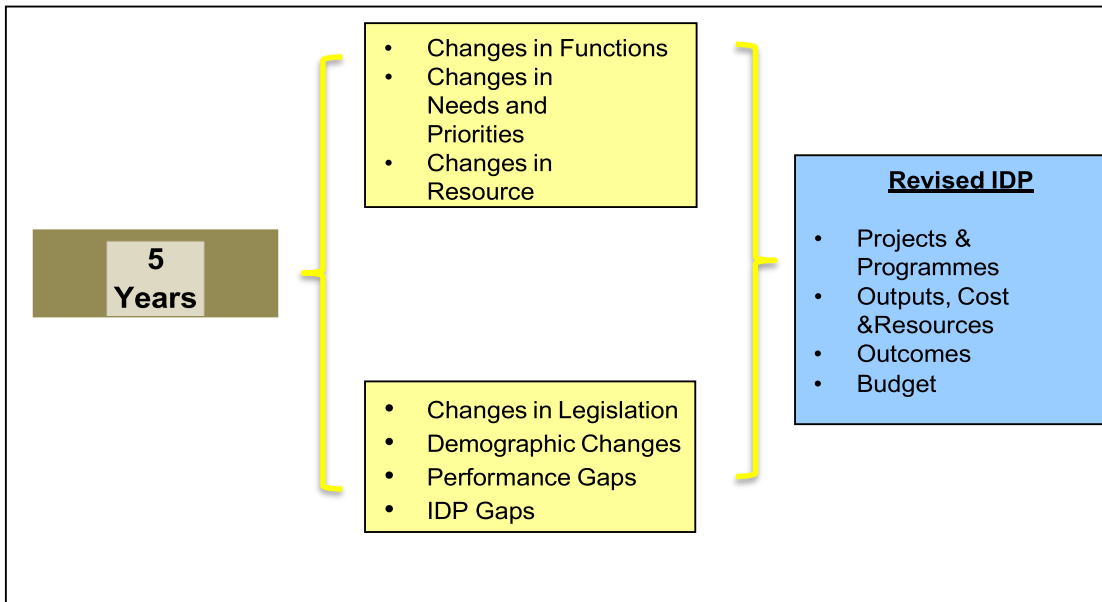 • Changes in Functions
• Changes in
Needs and
Priorities
• Changes in
Resource
5
Years
Revised IDP
• Projects &
Programmes
• Outputs, Cost
&Resources
• Outcomes
• Budget
• Changes in Legislation
• Demographic Changes
• Performance Gaps
• IDP Gaps